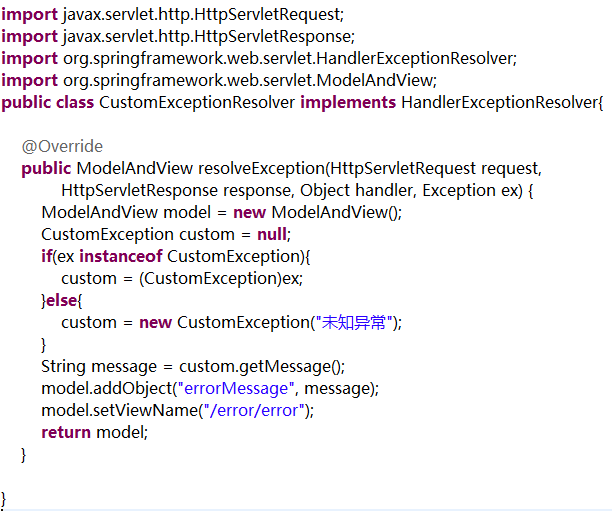 import javax.servlet.http.HttpServletRequest;
import javax.servlet.http.HttpServletResponse;
import org.springframework.web.servlet.HandlerExceptionResolver;
import org.springframework.web.servlet.ModelAndView;
public class CustomExceptionResolver implements HandlerExceptionResolver{
@Override
public ModelAndView resolveException(HttpServletRequest request,
HttpServletResponse response, Object handler, Exception ex) {
ModelAndView model = new ModelAndView();
CustomException custom = null;
if(ex instanceof CustomException){
custom = (CustomException)ex;
}else{
custom = new CustomException("未知异常");
}
String message = custom.getMessage();
model.addObject("errorMessage", message);
model.setViewName("/error/error");
return model;
}
}